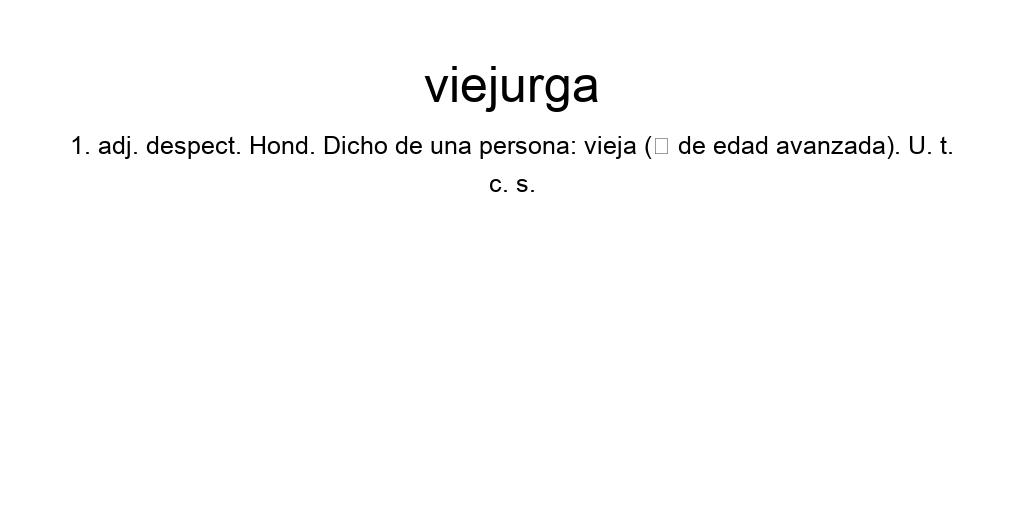 viejurga
1. adj. despect. Hond. Dicho de una persona: vieja (□ de edad avanzada). U. t.
c. s.